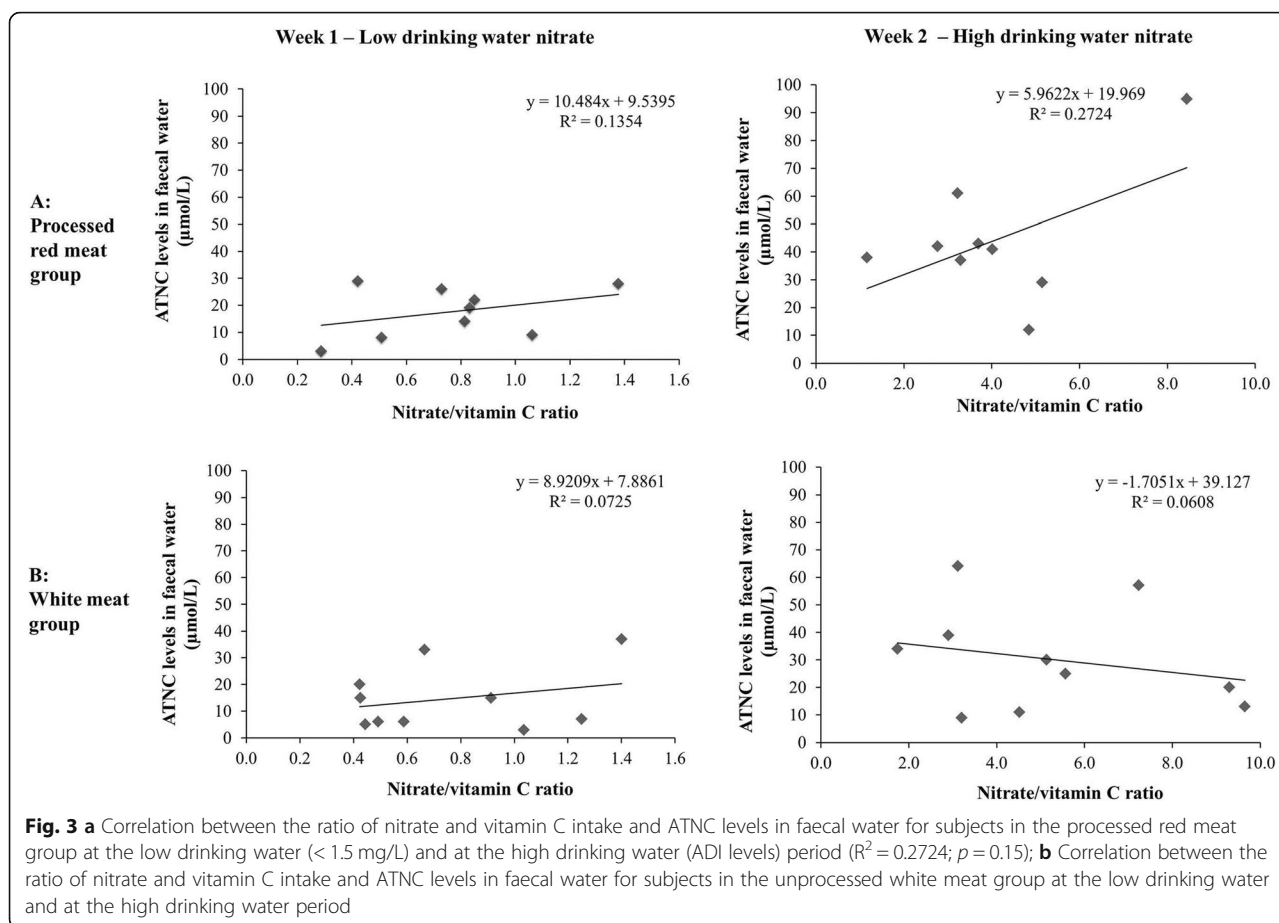 Week 1 – Low drinking water nitrate
Week 2 – High drinking water nitrate
A:
Processed
red meat
group
ATNC levels in faecal water
(µmol/L)
100
90
80
70
60
50
40
30
20
10
0
y = 10.484x + 9.5395
R² = 0.1354
0.0 0.2 0.4 0.6 0.8 1.0 1.2 1.4 1.6
Nitrate/vitamin C ratio
ATNC levels in faecal water
(µmol/L)
100
90
80
70
60
50
40
30
20
10
0
y = 5.9622x + 19.969
R² = 0.2724
0.0 2.0 4.0 6.0 8.0 10.0
Nitrate/vitamin C ratio
B:
White meat
group
ATNC levels in faecal water
(µmol/L)
100
90
80
70
60
50
40
30
20
10
0
y = 8.9209x + 7.8861
R² = 0.0725
0.0 0.2 0.4 0.6 0.8 1.0 1.2 1.4 1.6
Nitrate/vitamin C ratio
ATNC levels in faecal water
(µmol/L)
100
90
80
70
60
50
40
30
20
10
0
y = -1.7051x + 39.127
R² = 0.0608
0.0 2.0 4.0 6.0 8.0 10.0
Nitrate/vitamin C ratio
Fig. 3 a Correlation between the ratio of nitrate and vitamin C intake and ATNC levels in faecal water for subjects in the processed red meat
group at the low drinking water (< 1.5 mg/L) and at the high drinking water (ADI levels) period (R² = 0.2724; p = 0.15); b Correlation between the
ratio of nitrate and vitamin C intake and ATNC levels in faecal water for subjects in the unprocessed white meat group at the low drinking water
and at the high drinking water period